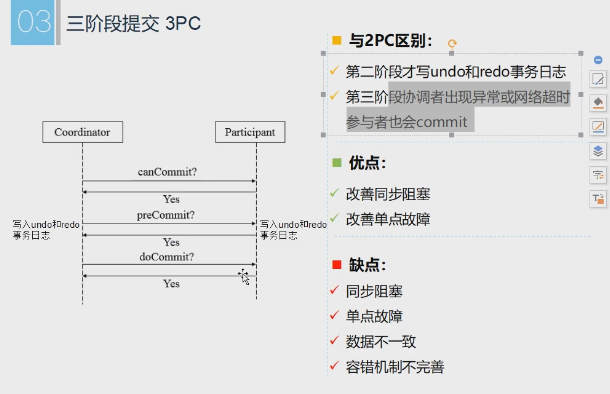 03 三阶段提交 3PC
与2PC区别：
第二阶段才写undo和redo事务日志
第三阶段协调者出现异常或网络超时
参与者也会commit
优点：
改善同步阻塞
改善单点故障
缺点：
同步阻塞
单点故障
数据不一致
容错机制不完善
Coordinator
Participant
canCommit?
Yes
preCommit?
写入undo和redo
事务日志
写入undo和redo
事务日志
Yes
doCommit?
Yes